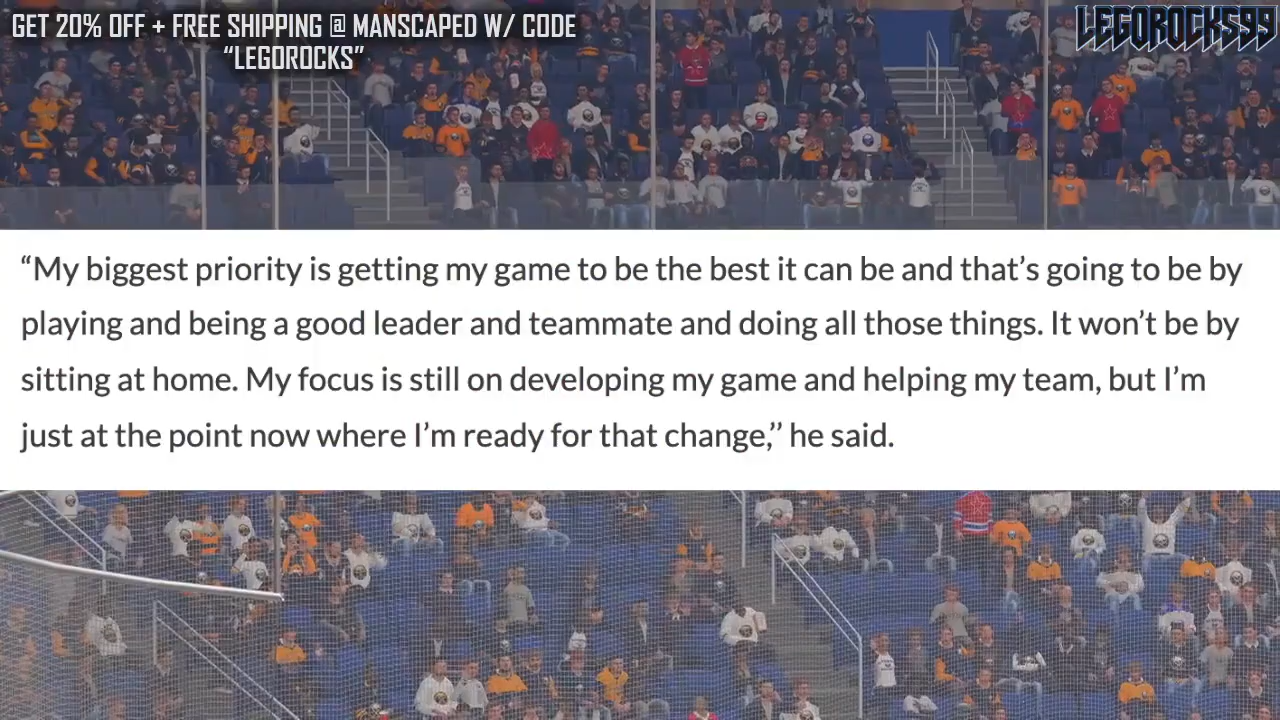 GET 20% OFF + FREE SHIPPING @ MANSCAPED W/ CODE
“LEGOROCKS”
LEGOROCKS99
“My biggest priority is getting my game to be the best it can be and that’s going to be by
playing and being a good leader and teammate and doing all those things. It won’t be by
sitting at home. My focus is still on developing my game and helping my team, but I’m
just at the point now where I’m ready for that change,’’ he said.